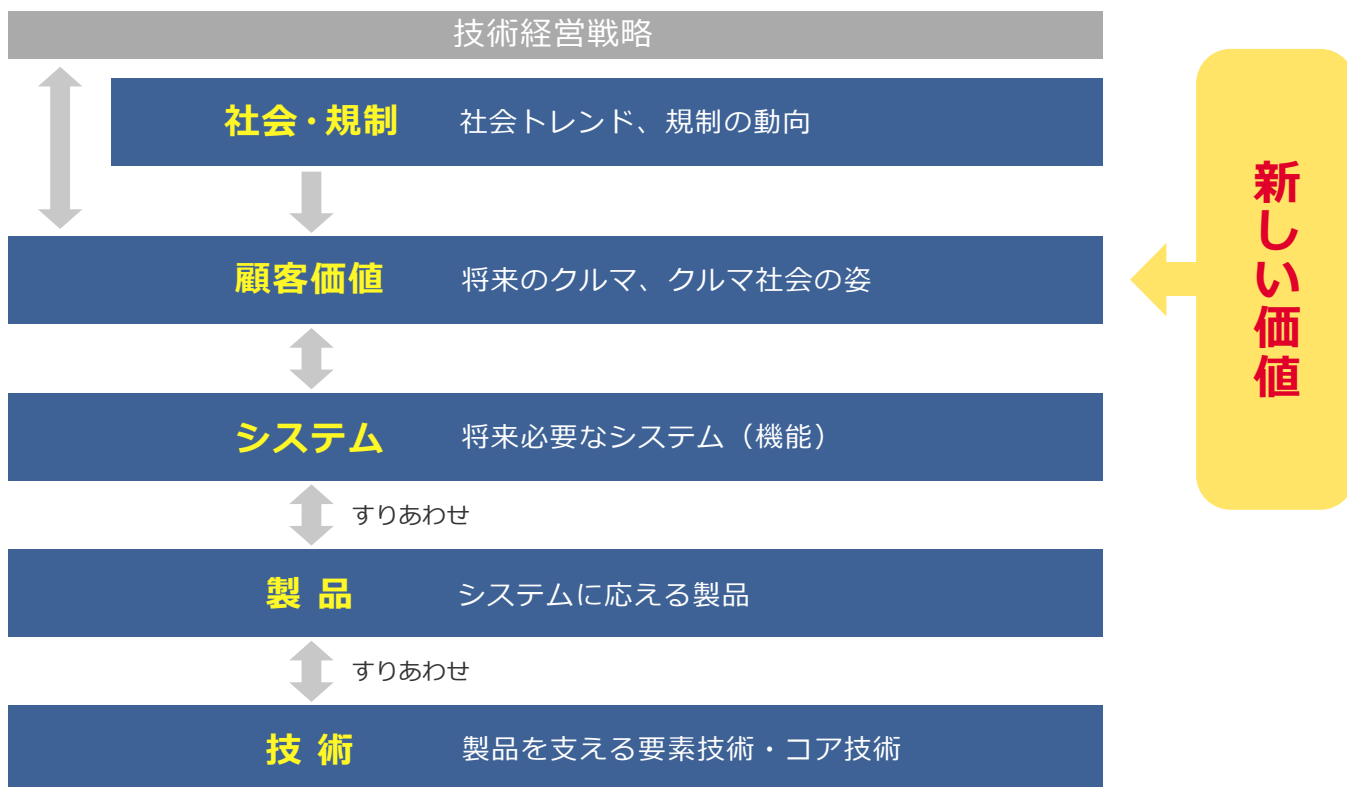 技術経営戦略
社会・規制 社会トレンド、規制の動向
顧客価値 将来のクルマ、クルマ社会の姿
システム 将来必要なシステム（機能）
すりあわせ
製 品 システムに応える製品
すりあわせ
技 術 製品を支える要素技術・コア技術
新しい価値